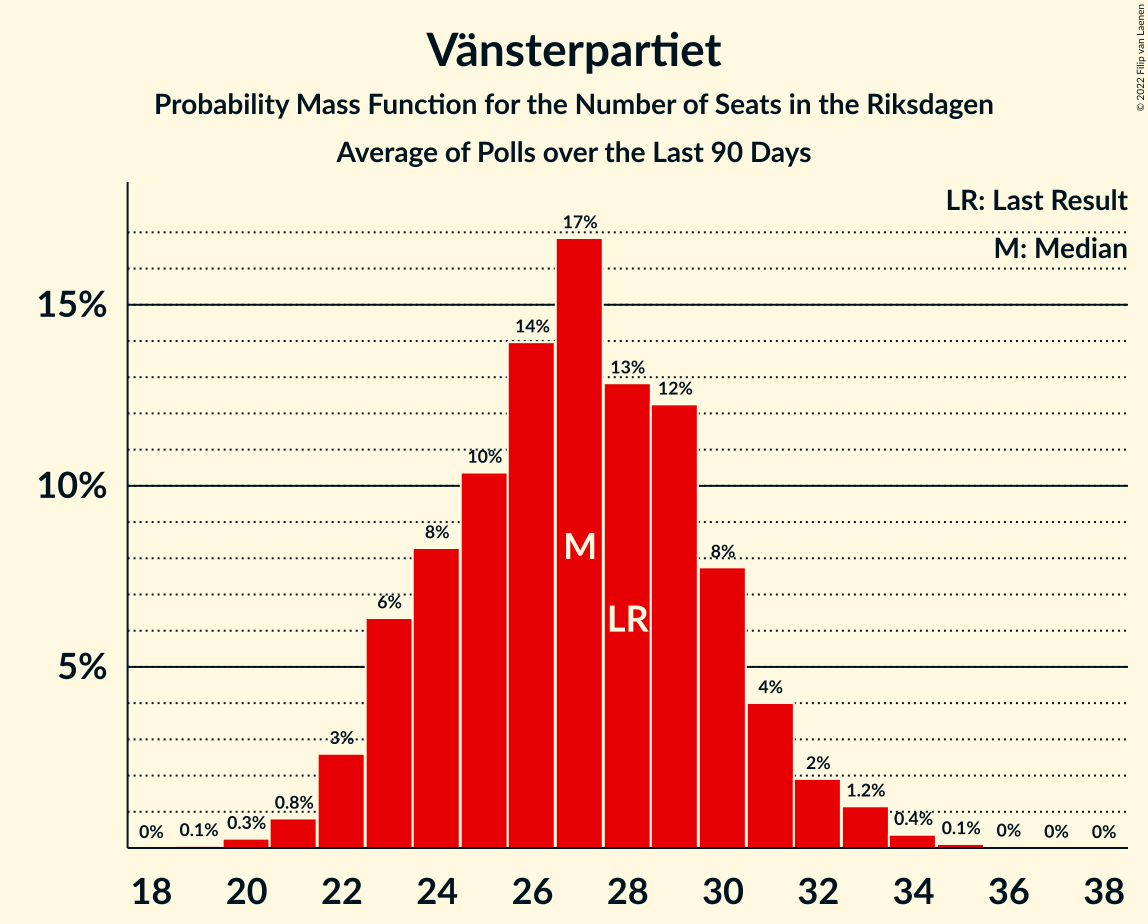 © 2022 Filip van Laenen
Vänsterpartiet
Probability Mass Function for the Number of Seats in the Riksdagen
Average of Polls over the Last 90 Days
LR: Last Result
M: Median
15%
10%
5%
0%
0.1%
0.3%
0.8%
3%
6%
8%
10%
14%
17%
13%
12%
8%
4%
2%
1.2%
0.4%
0.1%
0%
0%
0%
M
LR
18 20 22 24 26 28 30 32 34 36 38